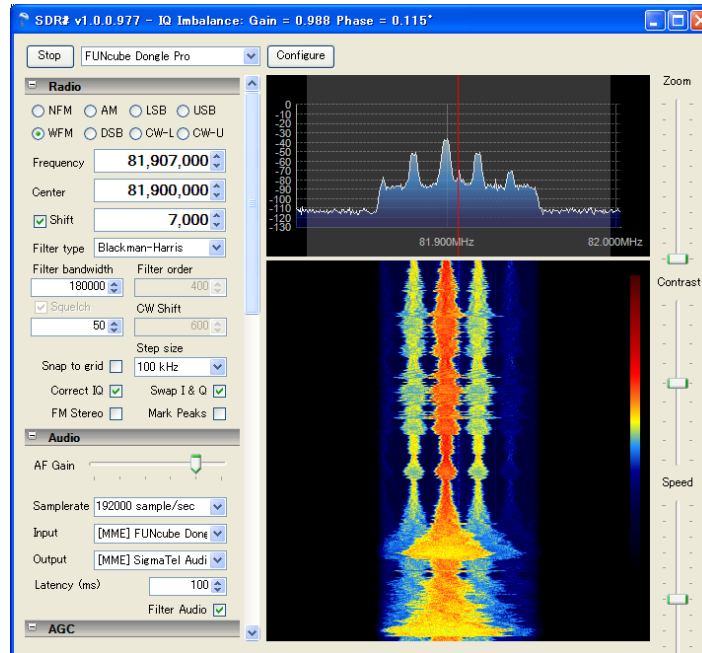 SDR# v1.0.0.977 - IQ Imbalance: Gain = 0.988 Phase = 0.115°
Stop FUNcube Dongle Pro Configure
Radio
NFM AM LSB USB
WFM DSB CW-L CW-U
Frequency 81,907,000
Center 81,900,000
Shift 7,000
Filter type Blackman-Harris
Filter bandwidth Filter order
180000 400
Squelch CW Shift
50 600
Step size
Snap to grid 100 kHz
Correct IQ Swap I & Q
FM Stereo Mark Peaks
Audio
AF Gain
Samplerate 192000 sample/sec
Input [MME] FUNcube Dong
Output [MME] SigmaTel Audi
Latency (ms) 100
Filter Audio
AGC
0
-10
-20
-30
-40
-50
-60
-70
-80
-90
-100
-110
-120
-130
81.900MHz 82.000MHz
Zoom
Contrast
Speed